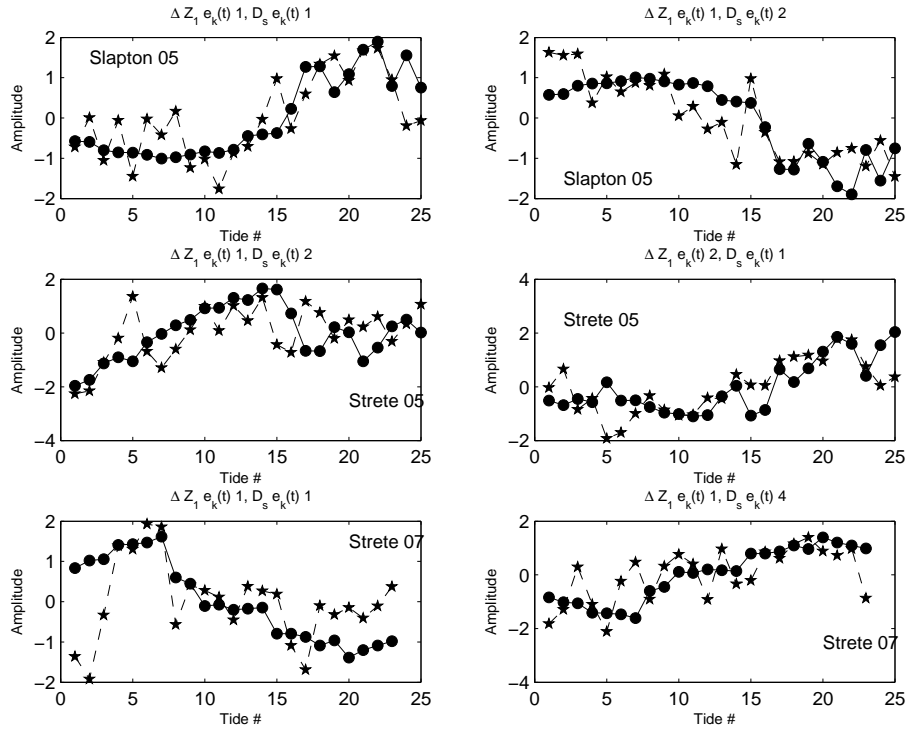 Δ Z₁ eₖ(t) 1, Dₛ eₖ(t) 1
2
1
0
−1
−2
Amplitude
Slapton 05
0 5 10 15 20 25
Tide #
Δ Z₁ eₖ(t) 1, Dₛ eₖ(t) 2
2
1
0
−1
−2
Amplitude
Slapton 05
0 5 10 15 20 25
Tide #
Δ Z₁ eₖ(t) 1, Dₛ eₖ(t) 2
2
0
−2
−4
Amplitude
Strete 05
0 5 10 15 20 25
Tide #
Δ Z₁ eₖ(t) 2, Dₛ eₖ(t) 1
4
2
0
−2
Amplitude
Strete 05
0 5 10 15 20 25
Tide #
Δ Z₁ eₖ(t) 1, Dₛ eₖ(t) 1
2
1
0
−1
−2
Amplitude
Strete 07
0 5 10 15 20 25
Tide #
Δ Z₁ eₖ(t) 1, Dₛ eₖ(t) 4
2
0
−2
−4
Amplitude
Strete 07
0 5 10 15 20 25
Tide #